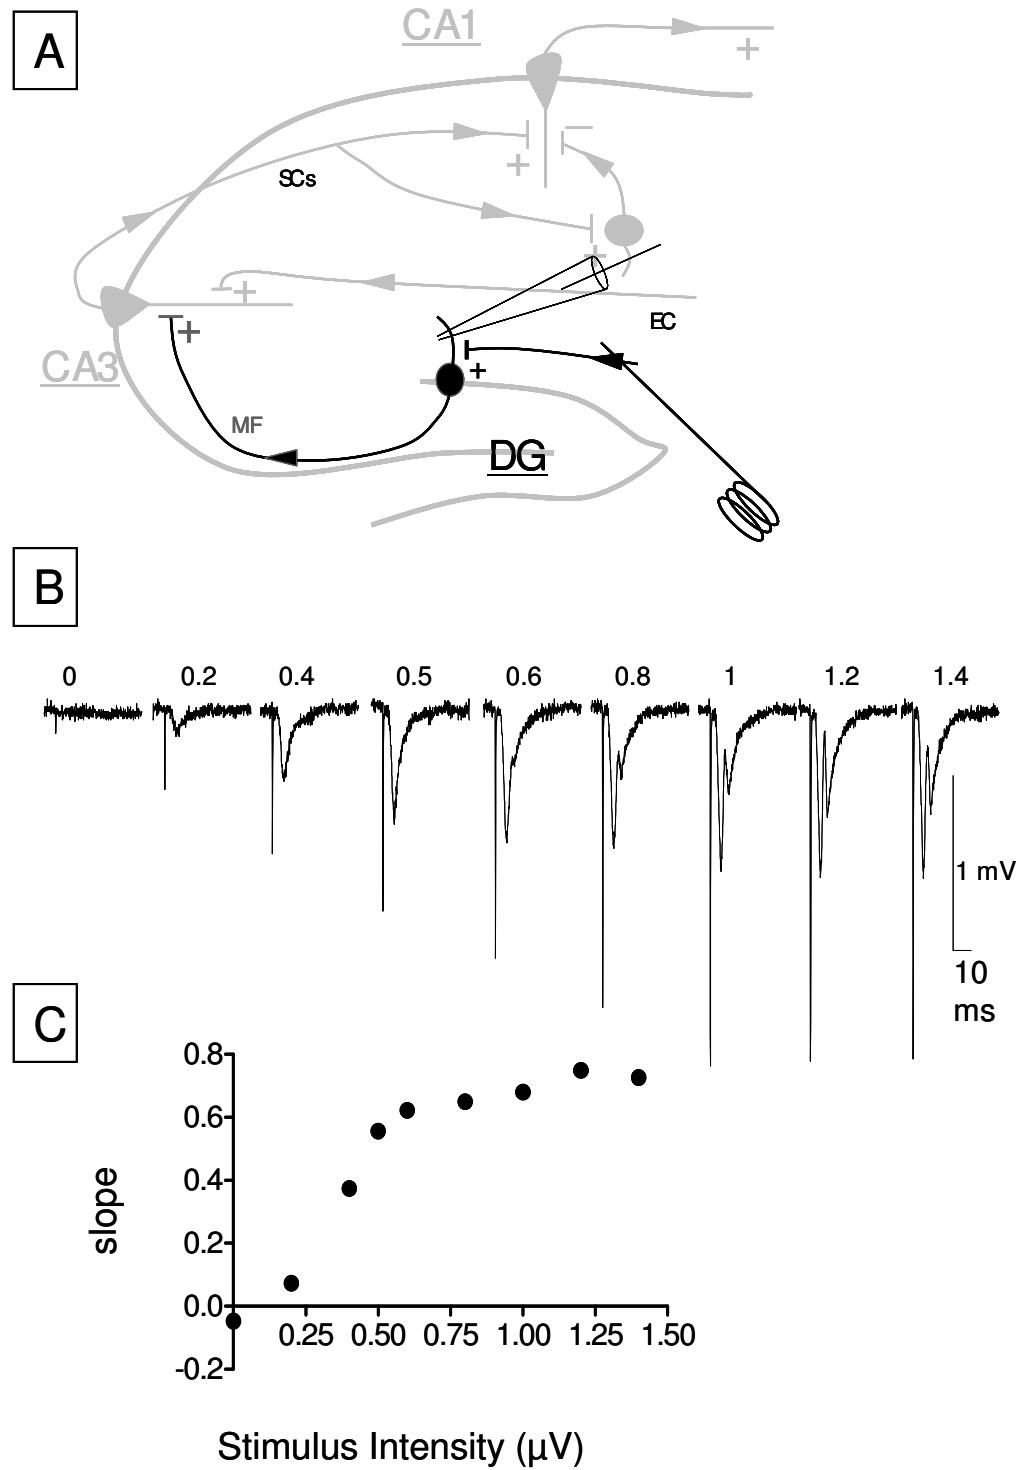 A
CA1
+
−
+
SCs
+
+
EC
+
+
CA3
MF
DG
B
0 0.2 0.4 0.5 0.6 0.8 1 1.2 1.4
1 mV
10
ms
C
0.8
0.6
0.4
0.2
0.0
-0.2
slope
0.25 0.50 0.75 1.00 1.25 1.50
Stimulus Intensity (µV)